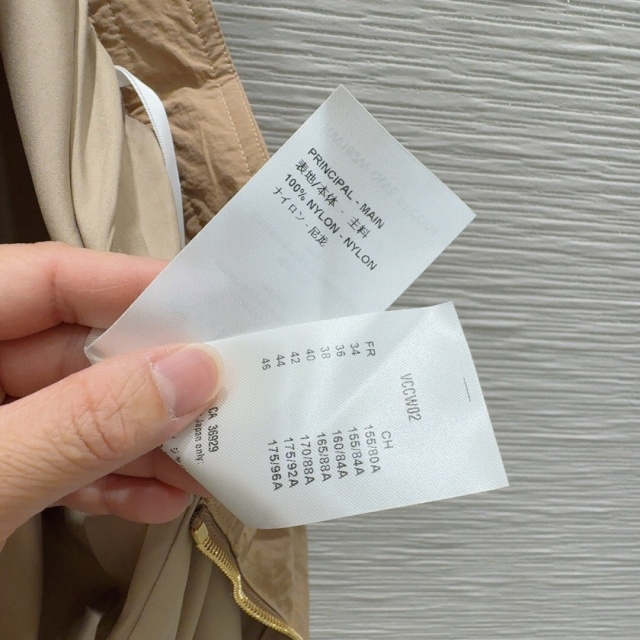 PRINCIPAL - MAIN
表地/本体 - 主料
100% NYLON - NYLON
ナイロン - 尼龙
VCCW02
FR CH
34 155/80A
36 155/84A
38 160/84A
40 165/88A
42 170/88A
44 175/92A
46 175/96A
CA 36929
Japan only: